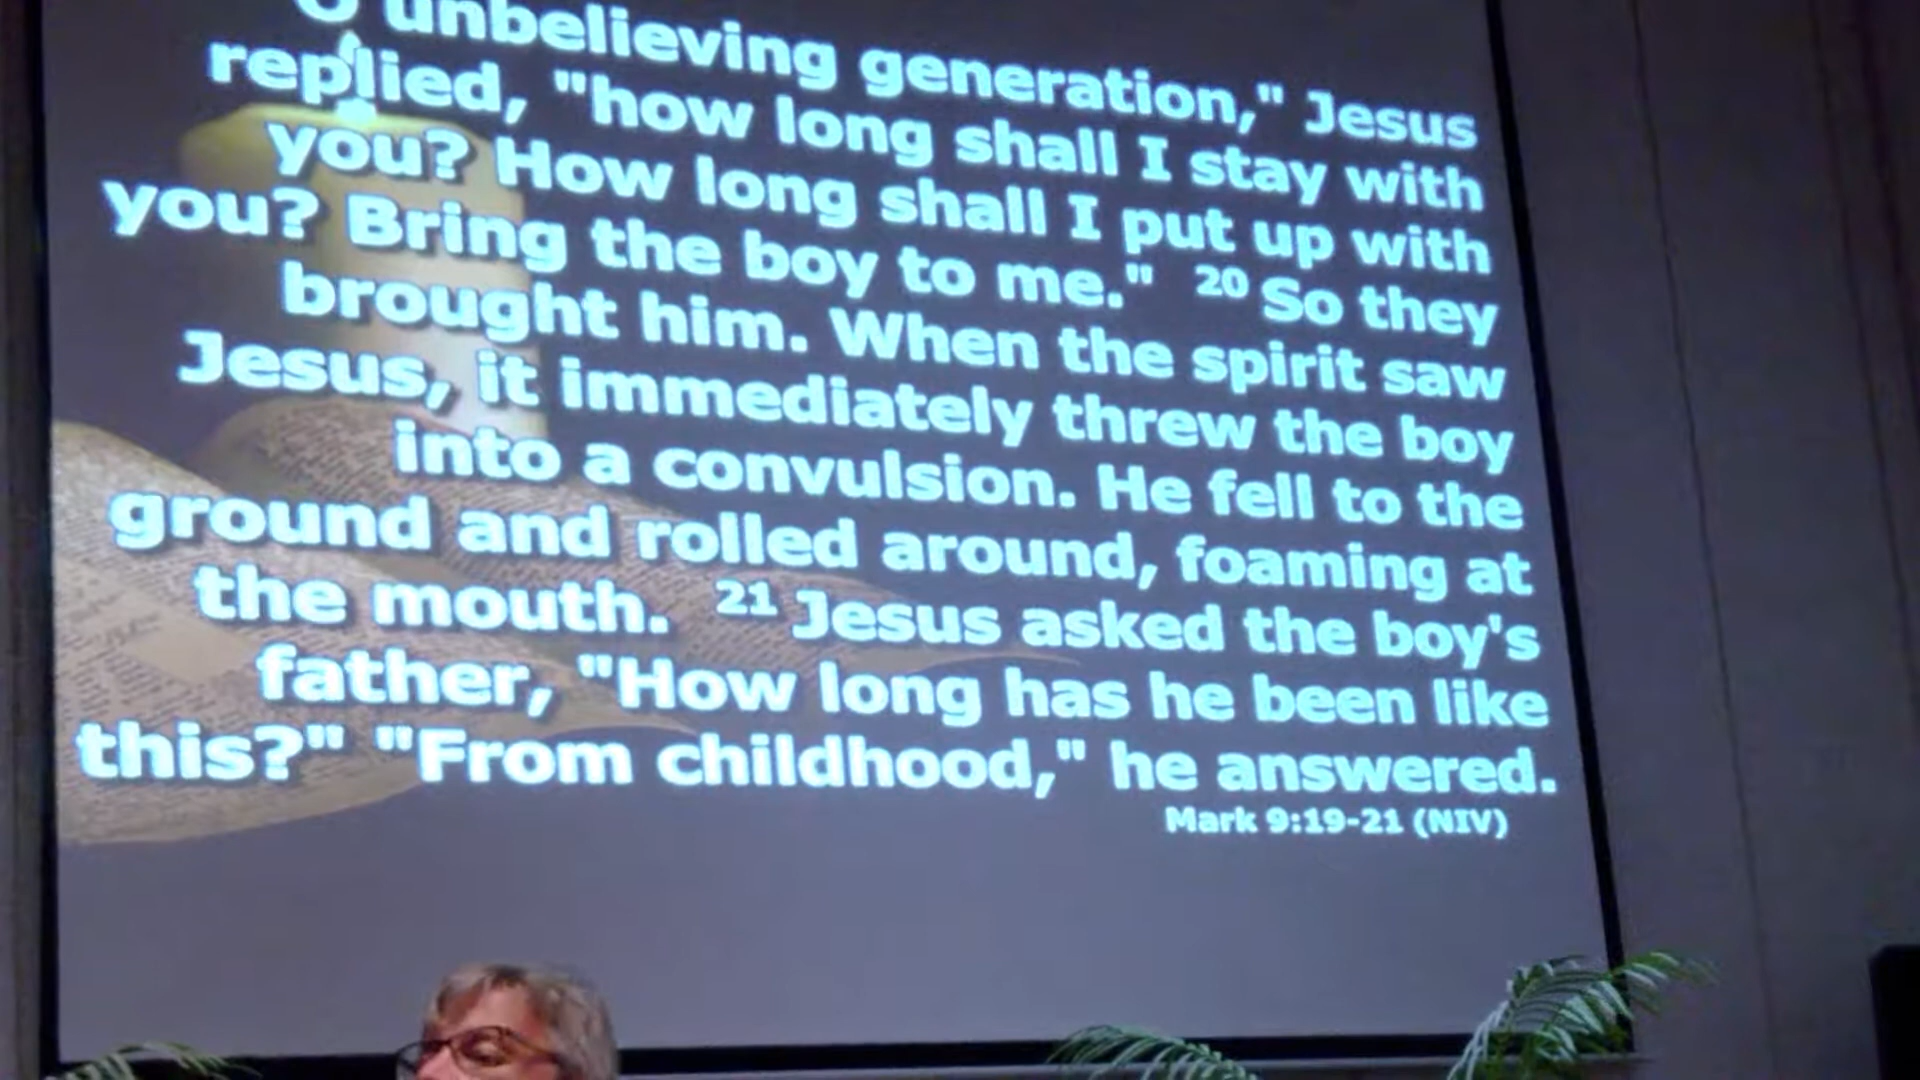 O unbelieving generation," Jesus
replied, "how long shall I stay with
you? How long shall I put up with
you? Bring the boy to me." 20 So they
brought him. When the spirit saw
Jesus, it immediately threw the boy
into a convulsion. He fell to the
ground and rolled around, foaming at
the mouth. 21 Jesus asked the boy's
father, "How long has he been like
this?" "From childhood," he answered.
Mark 9:19-21 (NIV)